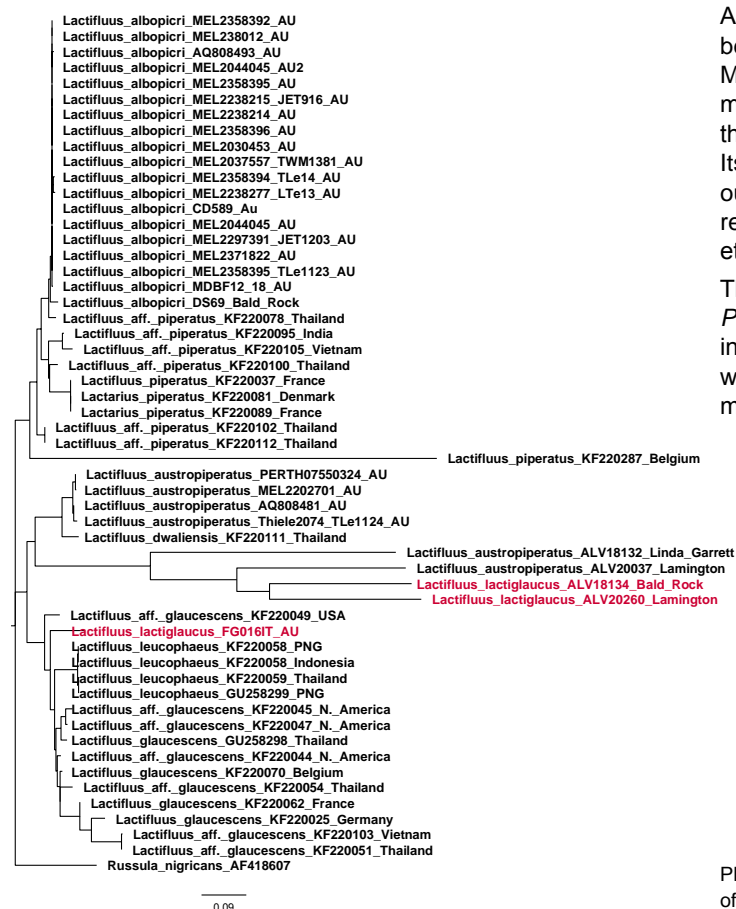 Lactifluus_albopicri_MEL2358392_AU
Lactifluus_albopicri_MEL238012_AU
Lactifluus_albopicri_AQ808493_AU
Lactifluus_albopicri_MEL2044045_AU2
Lactifluus_albopicri_MEL2358395_AU
Lactifluus_albopicri_MEL2238215_JET916_AU
Lactifluus_albopicri_MEL2238214_AU
Lactifluus_albopicri_MEL2358396_AU
Lactifluus_albopicri_MEL2030453_AU
Lactifluus_albopicri_MEL2037557_TWM1381_AU
Lactifluus_albopicri_MEL2358394_TLe14_AU
Lactifluus_albopicri_MEL2238277_LTe13_AU
Lactifluus_albopicri_CD589_Au
Lactifluus_albopicri_MEL2044045_AU
Lactifluus_albopicri_MEL2297391_JET1203_AU
Lactifluus_albopicri_MEL2371822_AU
Lactifluus_albopicri_MEL2358395_TLe1123_AU
Lactifluus_albopicri_MDBF12_18_AU
Lactifluus_albopicri_DS69_Bald_Rock
Lactifluus_aff._piperatus_KF220078_Thailand
Lactifluus_aff._piperatus_KF220095_India
Lactifluus_aff._piperatus_KF220105_Vietnam
Lactifluus_aff._piperatus_KF220100_Thailand
Lactifluus_piperatus_KF220037_France
Lactarius_piperatus_KF220081_Denmark
Lactarius_piperatus_KF220089_France
Lactifluus_aff._piperatus_KF220102_Thailand
Lactifluus_aff._piperatus_KF220112_Thailand
Lactifluus_piperatus_KF220287_Belgium
Lactifluus_austropiperatus_PERTH07550324_AU
Lactifluus_austropiperatus_MEL2202701_AU
Lactifluus_austropiperatus_AQ808481_AU
Lactifluus_austropiperatus_Thiele2074_TLe1124_AU
Lactifluus_dwaliensis_KF220111_Thailand
Lactifluus_austropiperatus_ALV18132_Linda_Garrett
Lactifluus_austropiperatus_ALV20037_Lamington
Lactifluus_lactiglaucus_ALV18134_Bald_Rock
Lactifluus_lactiglaucus_ALV20260_Lamington
Lactifluus_aff._glaucescens_KF220049_USA
Lactifluus_lactiglaucus_FG016IT_AU
Lactifluus_leucophaeus_KF220058_PNG
Lactifluus_leucophaeus_KF220058_Indonesia
Lactifluus_leucophaeus_KF220059_Thailand
Lactifluus_leucophaeus_GU258299_PNG
Lactifluus_aff._glaucescens_KF220045_N._America
Lactifluus_aff._glaucescens_KF220047_N._America
Lactifluus_glaucescens_GU258298_Thailand
Lactifluus_aff._glaucescens_KF220044_N._America
Lactifluus_glaucescens_KF220070_Belgium
Lactifluus_aff._glaucescens_KF220054_Thailand
Lactifluus_glaucescens_KF220062_France
Lactifluus_glaucescens_KF220025_Germany
Lactifluus_aff._glaucescens_KF220103_Vietnam
Lactifluus_aff._glaucescens_KF220051_Thailand
Russula_nigricans_AF418607
0.09